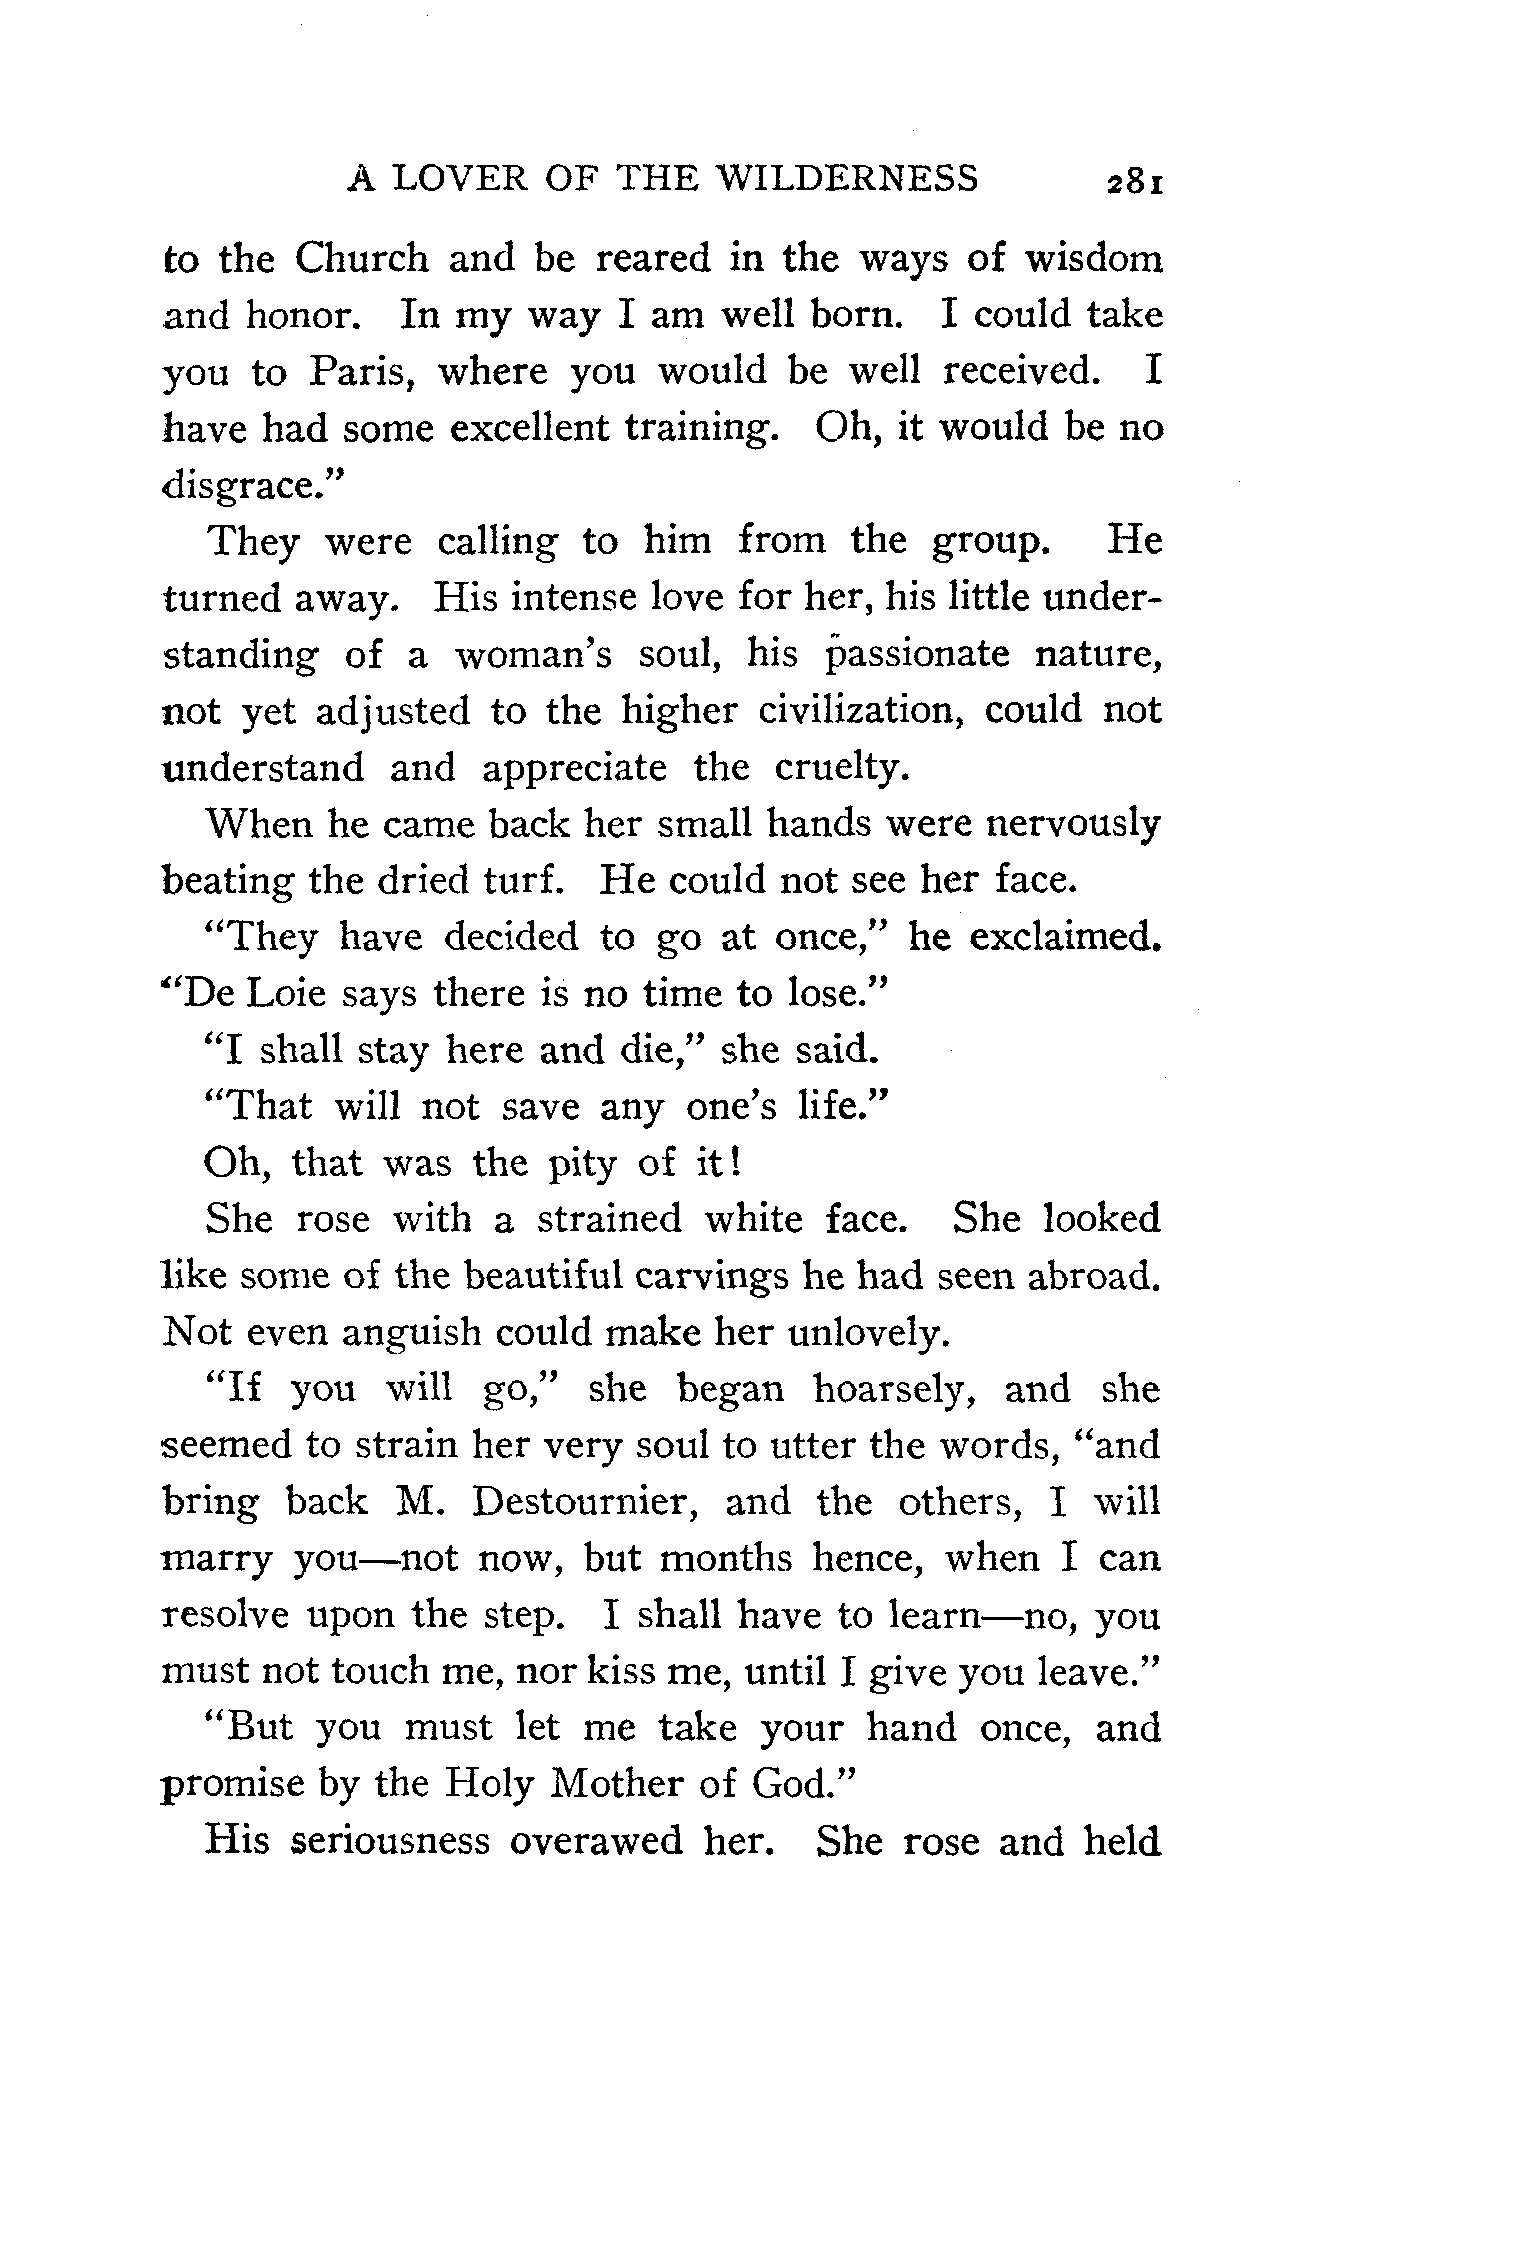 A LOVER OF THE WILDERNESS 281
to the Church and be reared in the ways of wisdom
and honor. In my way I am well born. I could take
you to Paris, where you would be well received. I
have had some excellent training. Oh, it would be no
disgrace.”
They were calling to him from the group. He
turned away. His intense love for her, his little under-
standing of a woman’s soul, his passionate nature,
not yet adjusted to the higher civilization, could not
understand and appreciate the cruelty.
When he came back her small hands were nervously
beating the dried turf. He could not see her face.
“They have decided to go at once,” he exclaimed.
“De Loie says there is no time to lose.”
“I shall stay here and die,” she said.
“That will not save any one’s life.”
Oh, that was the pity of it!
She rose with a strained white face. She looked
like some of the beautiful carvings he had seen abroad.
Not even anguish could make her unlovely.
“If you will go,” she began hoarsely, and she
seemed to strain her very soul to utter the words, “and
bring back M. Destournier, and the others, I will
marry you—not now, but months hence, when I can
resolve upon the step. I shall have to learn—no, you
must not touch me, nor kiss me, until I give you leave.”
“But you must let me take your hand once, and
promise by the Holy Mother of God.”
His seriousness overawed her. She rose and held